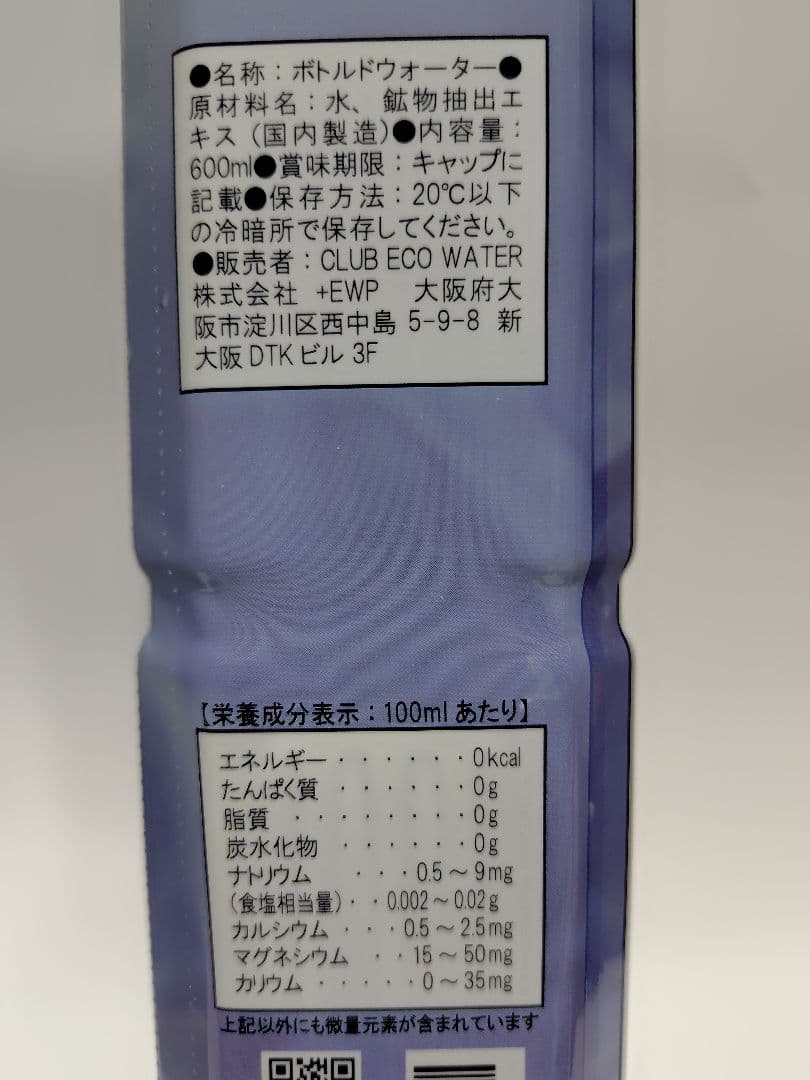 ●名称：ボトルドウォーター●
原材料名：水、鉱物抽出エ
キス（国内製造）●内容量：
600ml●賞味期限：キャップに
記載●保存方法：20℃以下
の冷暗所で保存してください。
●販売者：CLUB ECO WATER
株式会社 +EWP 大阪府大
阪市淀川区西中島 5-9-8 新
大阪 DTK ビル 3F
【栄養成分表示：100ml あたり】
エネルギー・・・・・・0kcal
たんぱく質 ・・・・・・0g
脂質 ・・・・・・・・0g
炭水化物 ・・・・・・0g
ナトリウム ・・・0.5～9mg
（食塩相当量）・・0.002～0.02g
カルシウム ・・・0.5～2.5mg
マグネシウム ・・15～50mg
カリウム ・・・・・0～35mg
上記以外にも微量元素が含まれています